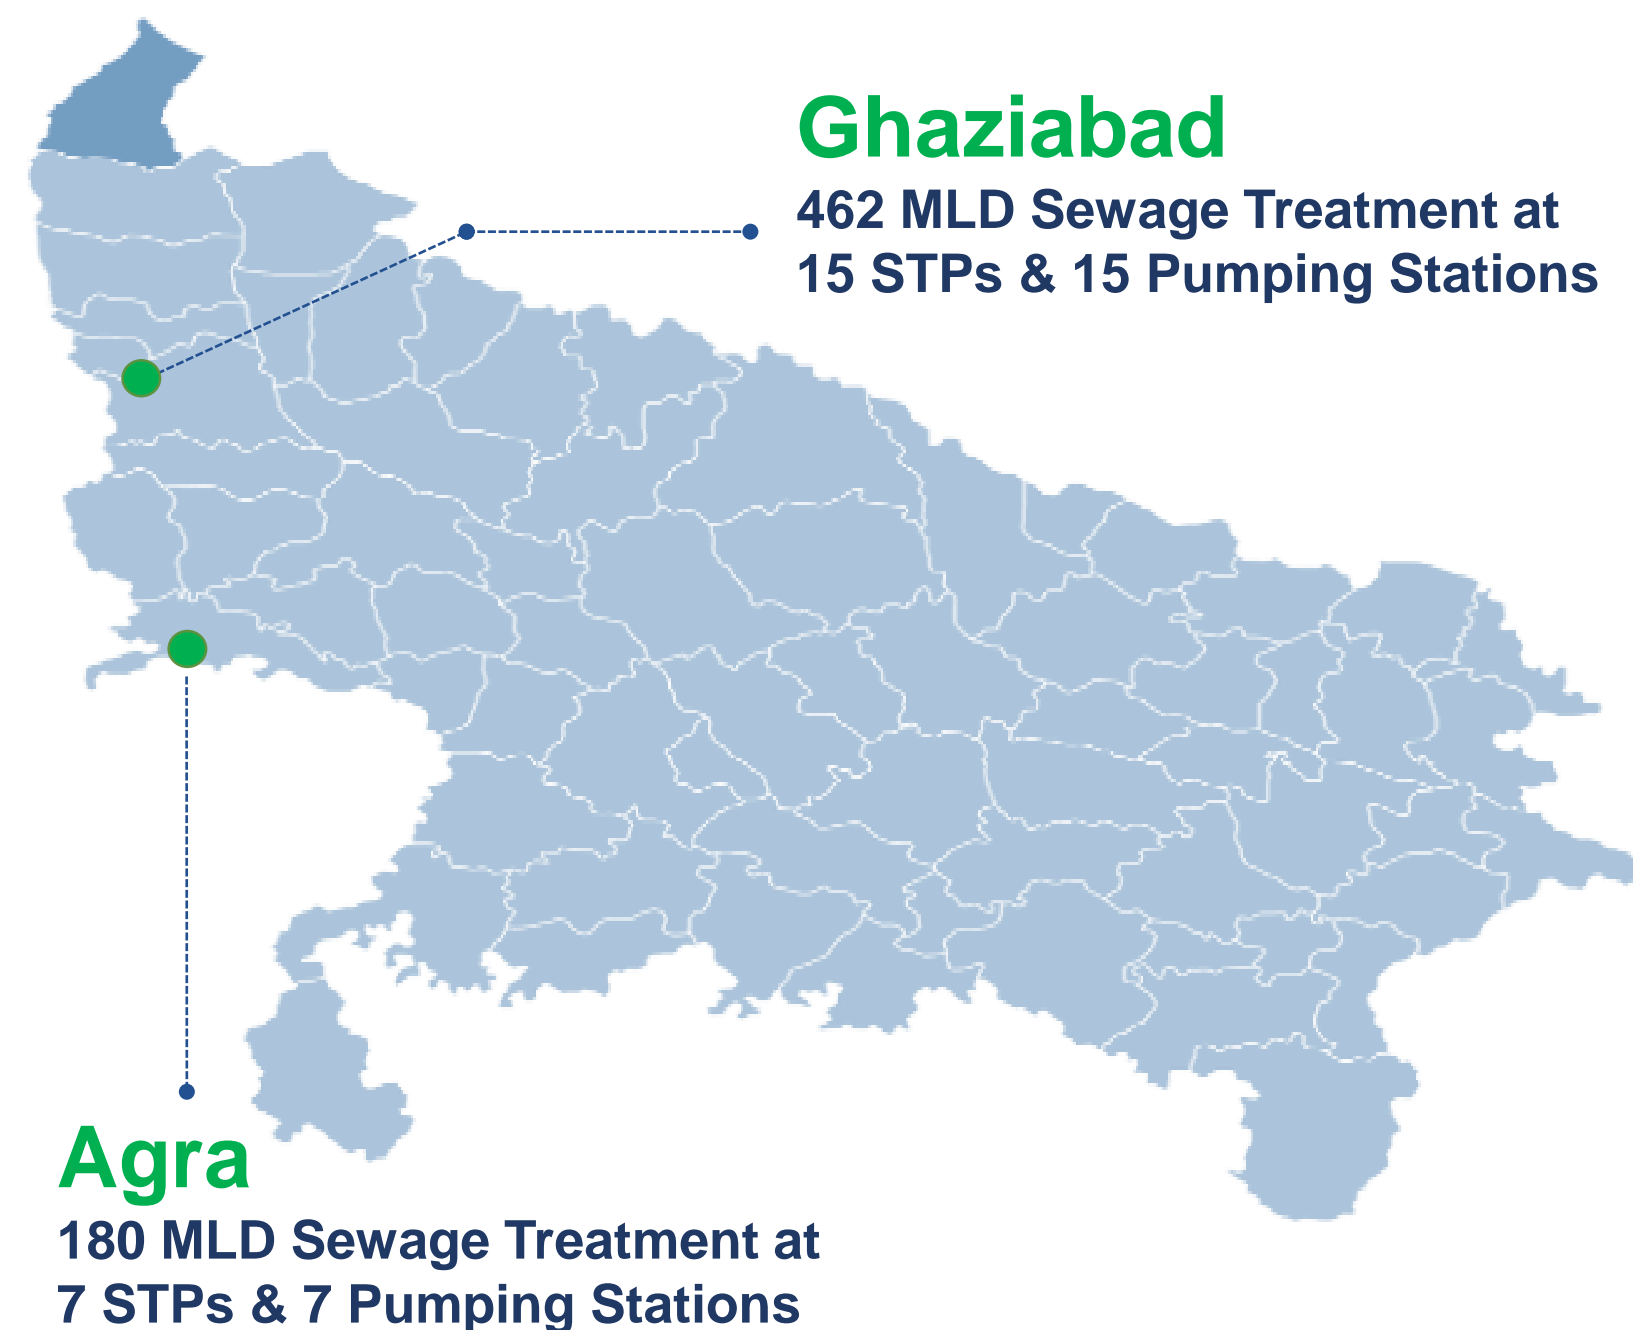 Ghaziabad
462 MLD Sewage Treatment at
15 STPs & 15 Pumping Stations
Agra
180 MLD Sewage Treatment at
7 STPs & 7 Pumping Stations